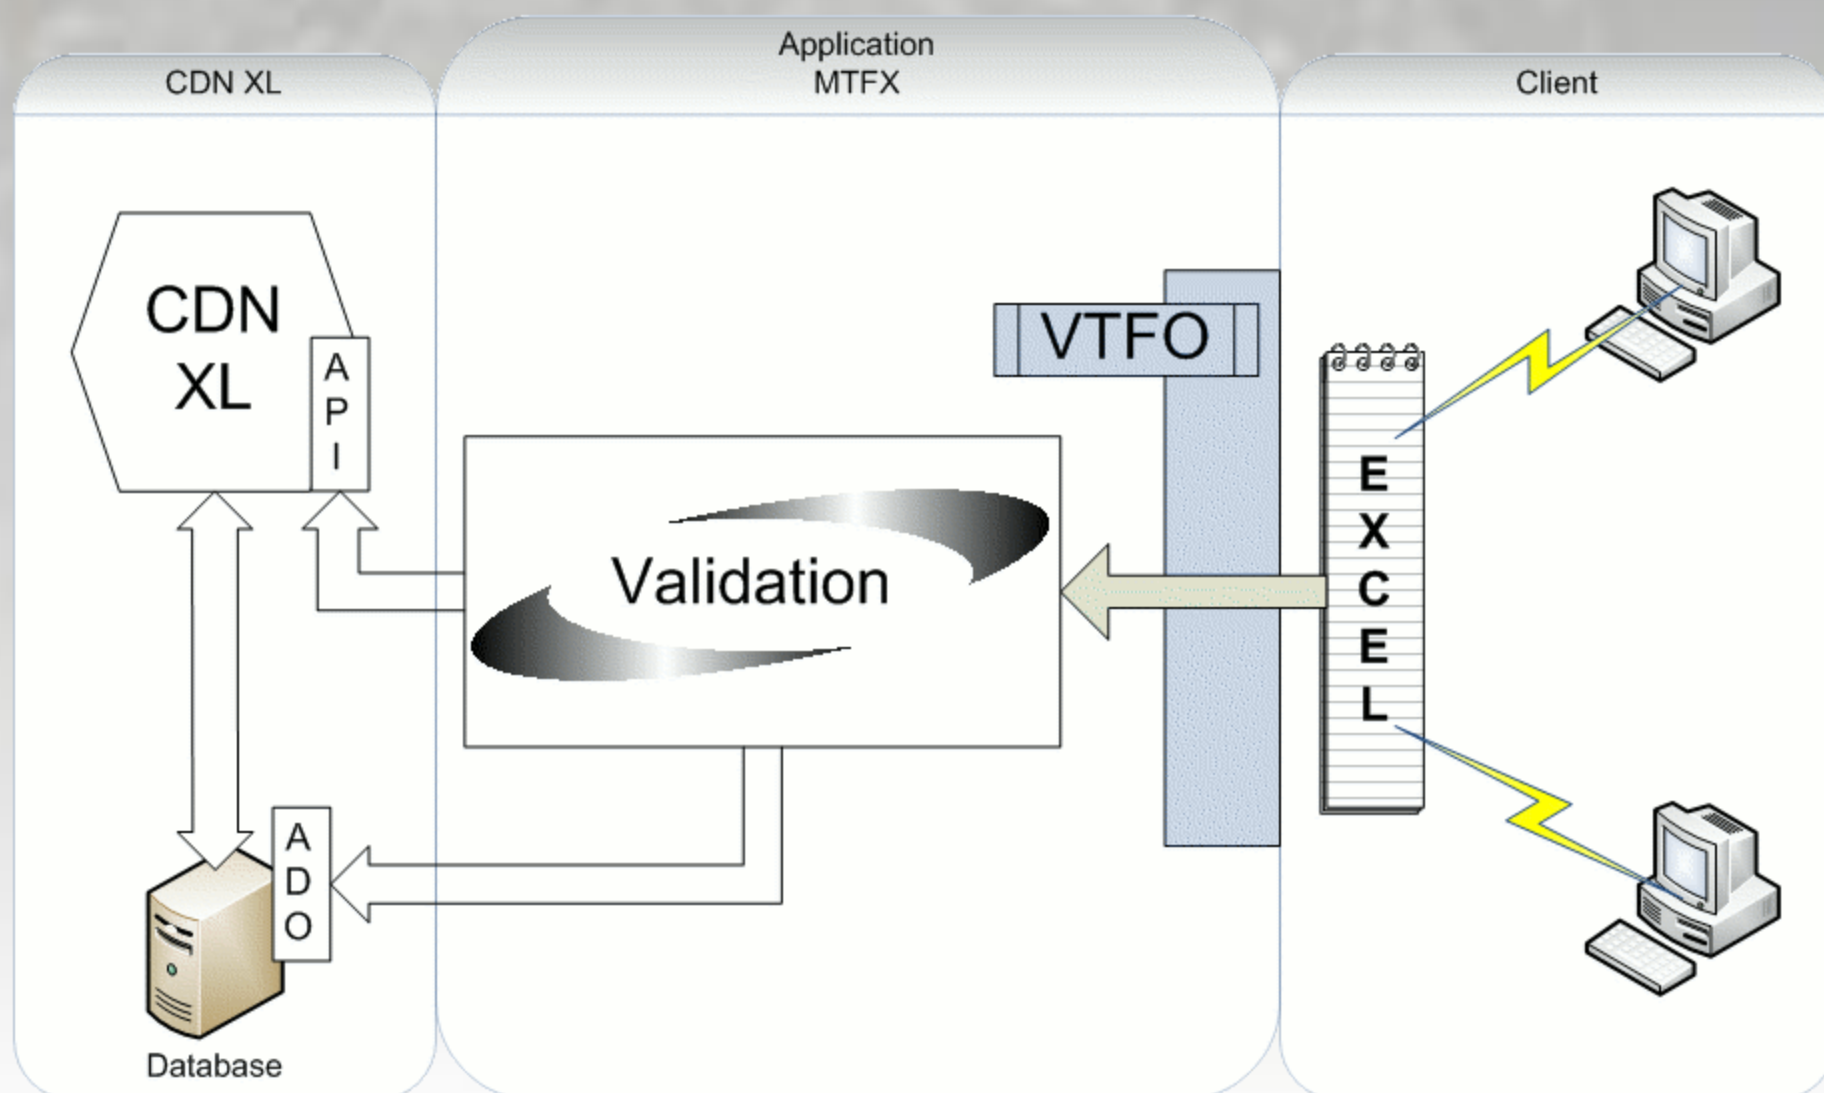 CDN XL
Application
MTFX
Client
CDN
XL
A
P
I
VTFO
E
X
C
E
L
Validation
A
D
O
Database